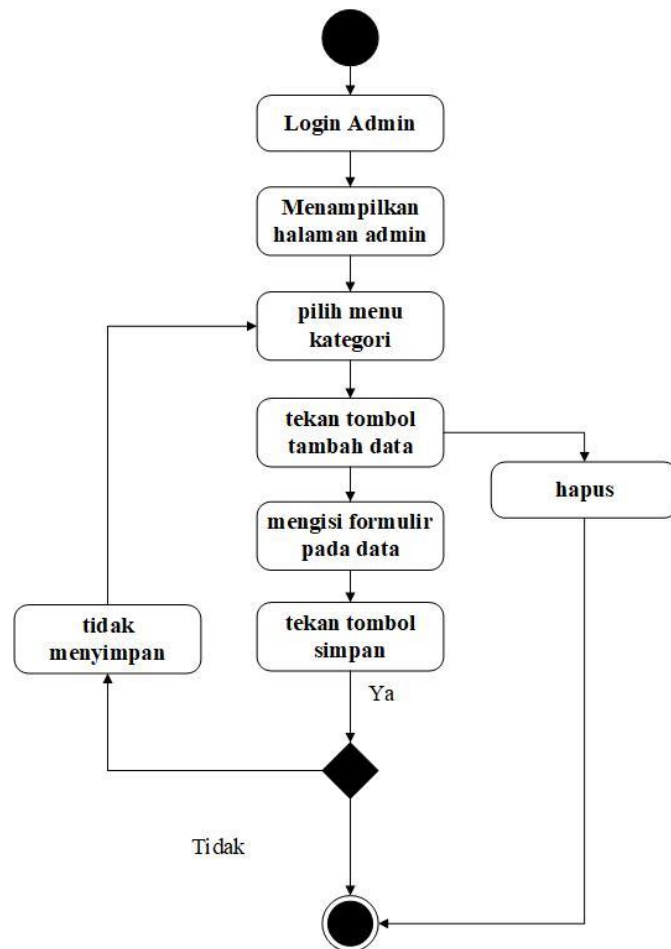 Login Admin
Menampilkan
halaman admin
pilih menu
kategori
tekan tombol
tambah data
hapus
mengisi formulir
pada data
tidak
menyimpan
tekan tombol
simpan
Ya
Tidak